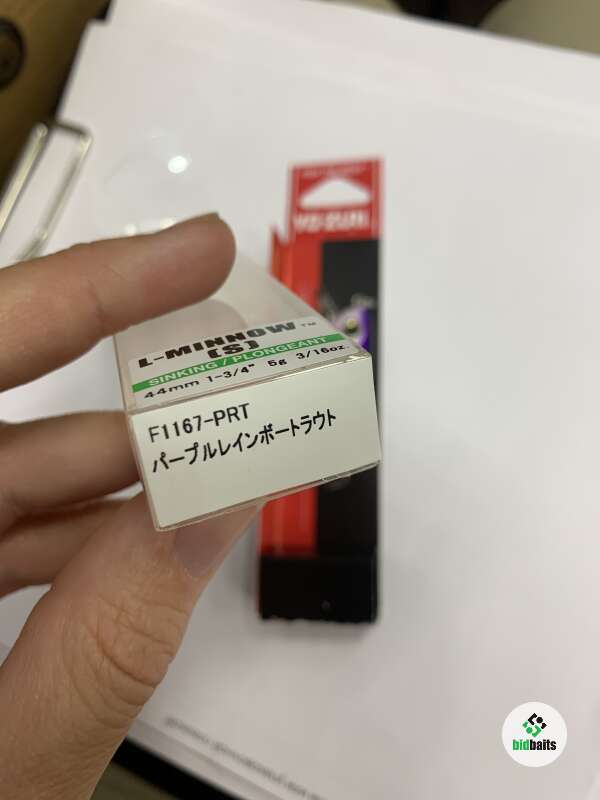 YO-ZURI
L-MINNOW™
(S)
SINKING / PLONGEANT
44mm 1-3/4" 5g 3/16oz.
F1167-PRT
パープルレインボートラウト
bidbaits